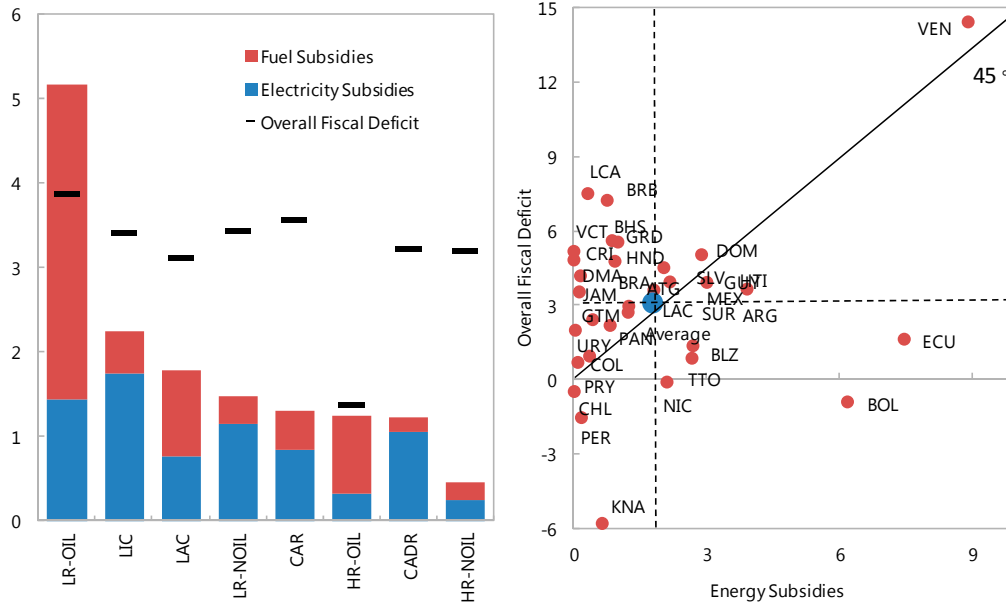 6
5
4
3
2
1
0
Fuel Subsidies
Electricity Subsidies
Overall Fiscal Deficit
LR-OIL
LIC
LAC
LR-NOIL
CAR
HR-OIL
CADR
HR-NOIL
Overall Fiscal Deficit
15
12
9
6
3
0
-3
-6
VEN
45 °
LCA
BRB
VCT
BHS
GRD
CRI
HND
DOM
DMA
BRA
ATG
SLV
GUY
HTI
JAM
MEX
GTM
LAC
Average
SUR
ARG
URY
PAN
BLZ
ECU
COL
TTO
PRY
NIC
BOL
CHL
PER
KNA
0
3
6
9
Energy Subsidies